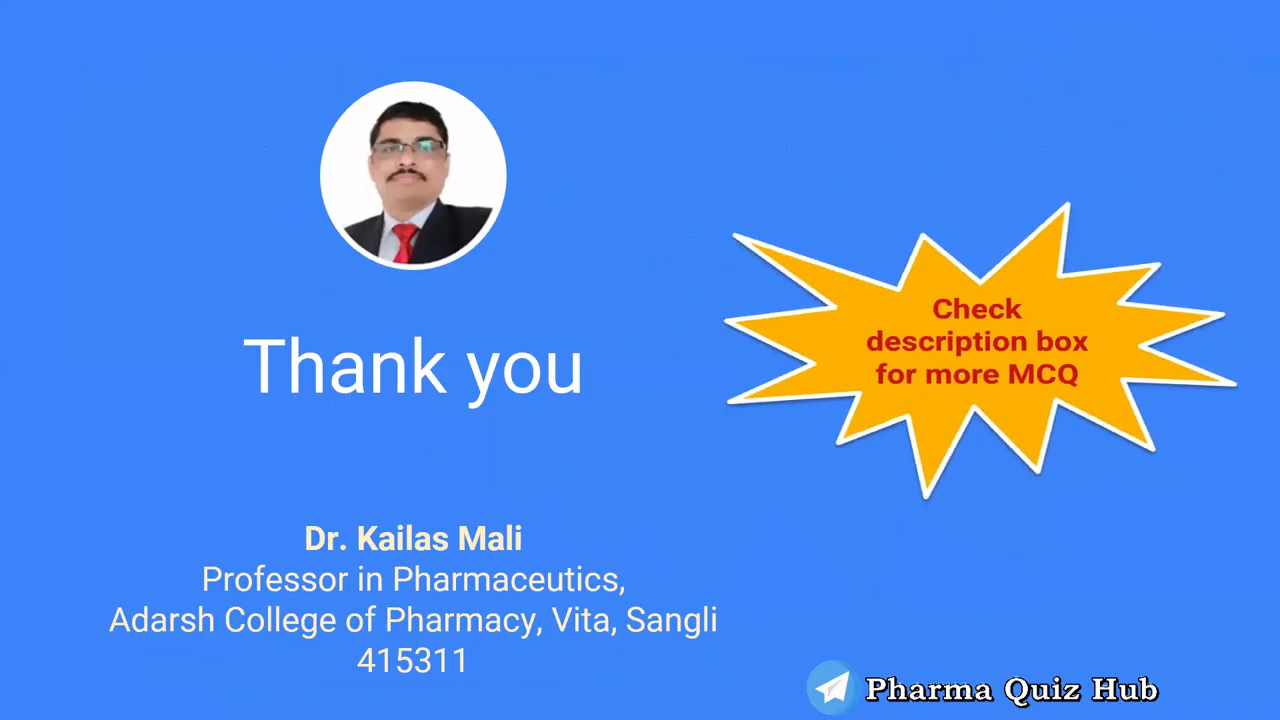 Thank you
Check
description box
for more MCQ
Dr. Kailas Mali
Professor in Pharmaceutics,
Adarsh College of Pharmacy, Vita, Sangli
415311
Pharma Quiz Hub